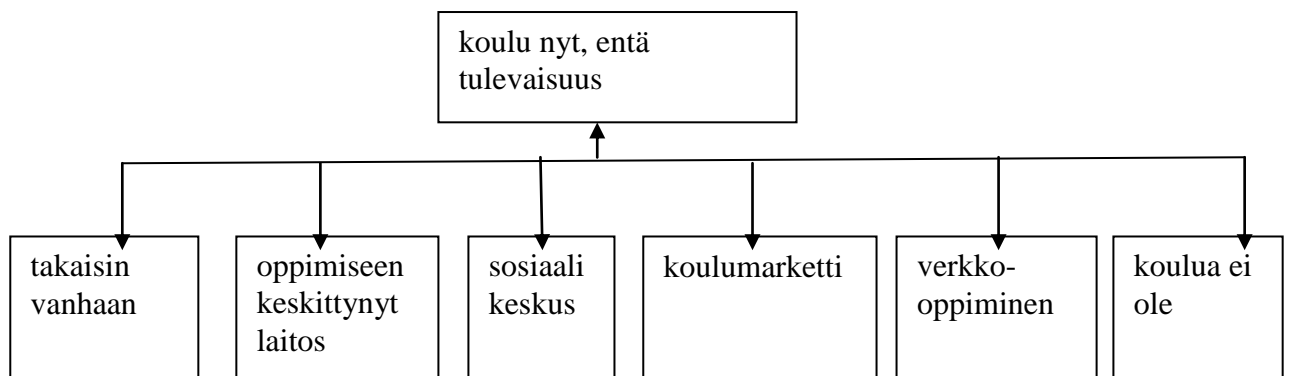 koulu nyt, entä
tulevaisuus
takaisin
vanhaan
oppimiseen
keskittynyt
laitos
sosiaali
keskus
koulumarketti
verkko-
oppiminen
koulua ei
ole